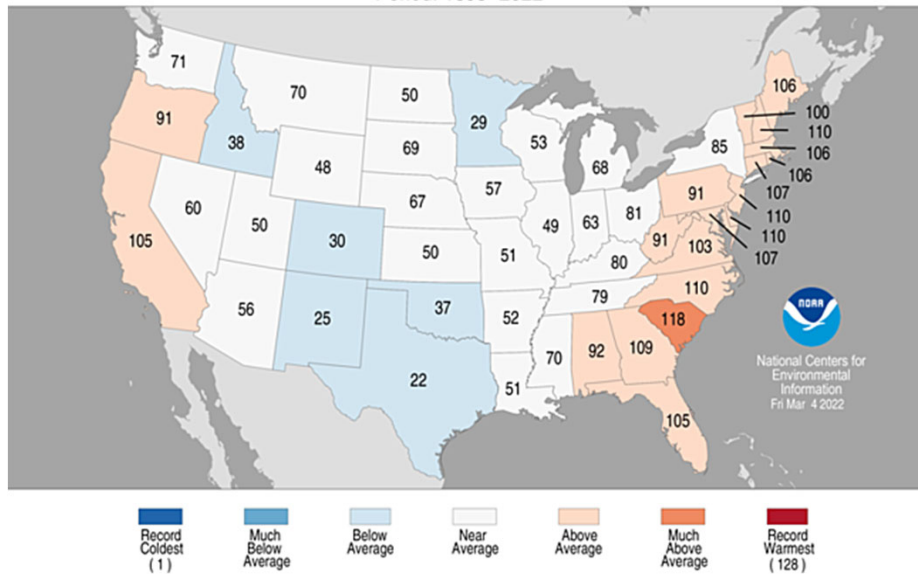 71
70
50
29
106
91
38
100
110
53
85
106
69
48
68
106
57
107
67
91
60
81
110
50
49
63
105
30
91
103
110
50
51
80
107
56
79
110
25
37
52
118
NOAA
92
109
70
22
51
105
National Centers for
Environmental
Information
Fri Mar 4 2022
Record
Coldest
(1)
Much
Below
Average
Below
Average
Near
Average
Above
Average
Much
Above
Average
Record
Warmest
(128)